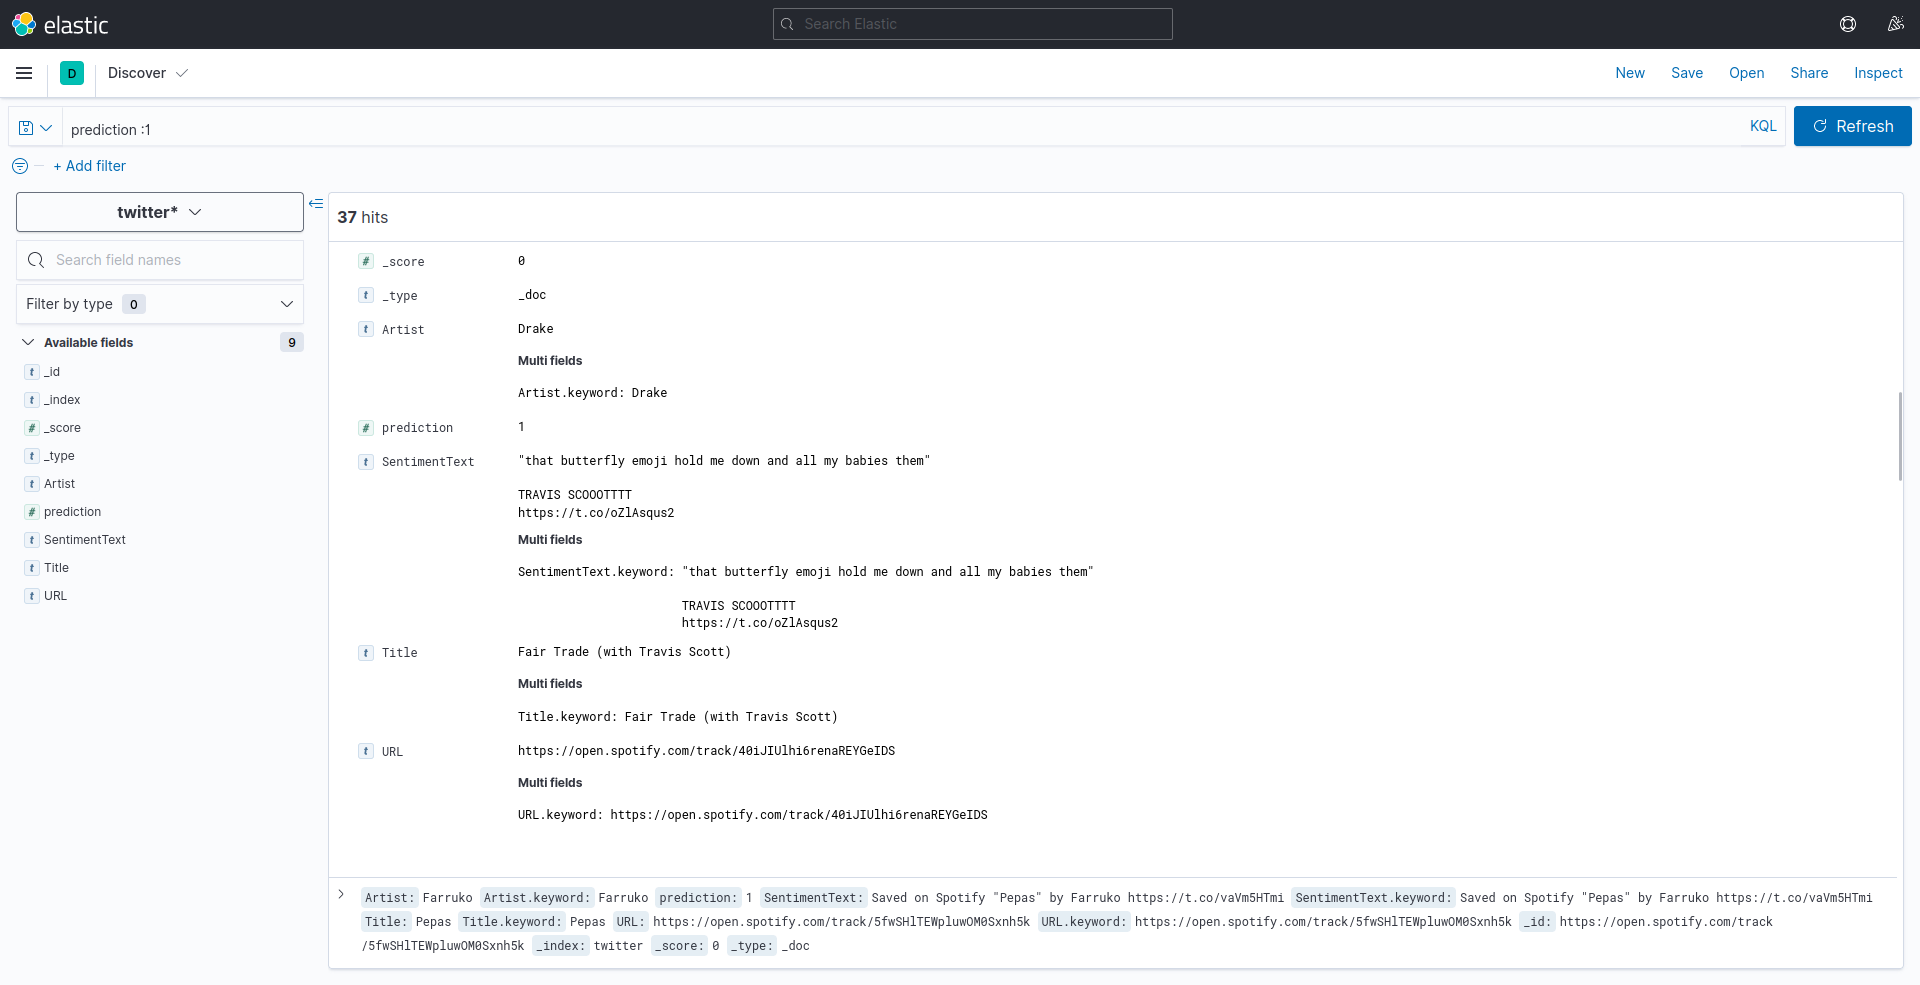 elastic
Search Elastic
D
Discover
New
Save
Open
Share
Inspect
prediction :1
KQL
Refresh
+ Add filter
twitter*
Search field names
Filter by type 0
Available fields 9
t _id
t _index
# _score
t _type
t Artist
# prediction
t SentimentText
t Title
t URL
37 hits
# _score 0
t _type _doc
t Artist Drake
Multi fields
Artist.keyword: Drake
# prediction 1
t SentimentText "that butterfly emoji hold me down and all my babies them"
TRAVIS SCOOOTTTT
https://t.co/oZlAsqus2
Multi fields
SentimentText.keyword: "that butterfly emoji hold me down and all my babies them"
TRAVIS SCOOOTTTT
https://t.co/oZlAsqus2
t Title Fair Trade (with Travis Scott)
Multi fields
Title.keyword: Fair Trade (with Travis Scott)
t URL https://open.spotify.com/track/40iJIUlhi6renaREYGeIDS
Multi fields
URL.keyword: https://open.spotify.com/track/40iJIUlhi6renaREYGeIDS
Artist: Farruko Artist.keyword: Farruko prediction: 1 SentimentText: Saved on Spotify "Pepas" by Farruko https://t.co/vaVm5HTmi SentimentText.keyword: Saved on Spotify "Pepas" by Farruko https://t.co/vaVm5HTmi
Title: Pepas Title.keyword: Pepas URL: https://open.spotify.com/track/5fwSHlTEWpluwOM0Sxnh5k URL.keyword: https://open.spotify.com/track/5fwSHlTEWpluwOM0Sxnh5k _id: https://open.spotify.com/track
/5fwSHlTEWpluwOM0Sxnh5k _index: twitter _score: 0 _type: _doc